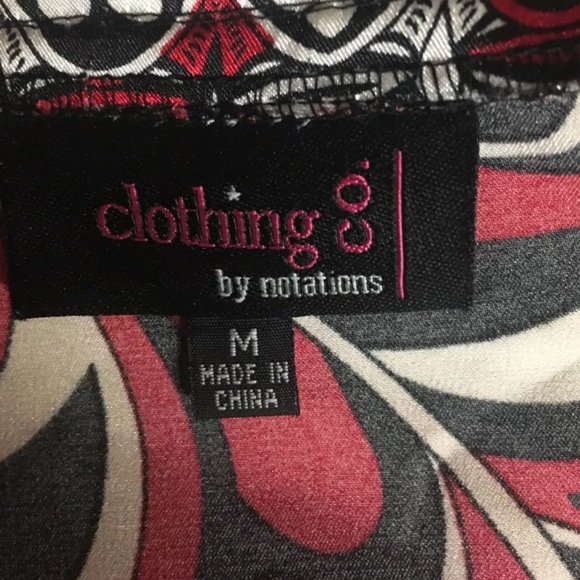 clothing co.
by notations
M
MADE IN
CHINA